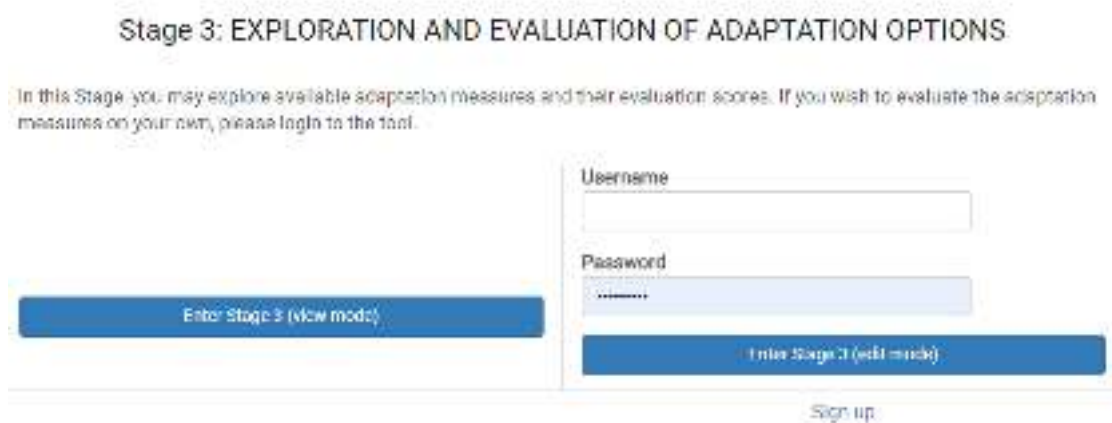 Stage 3: EXPLORATION AND EVALUATION OF ADAPTATION OPTIONS
In this Stage you may explore available adaptation measures and their evaluation scores. If you wish to evaluate the adaptation
measures on your own, please login to the tool.
Username
Password
Enter Stage 3 (view mode)
Enter Stage 3 (edit mode)
Sign up